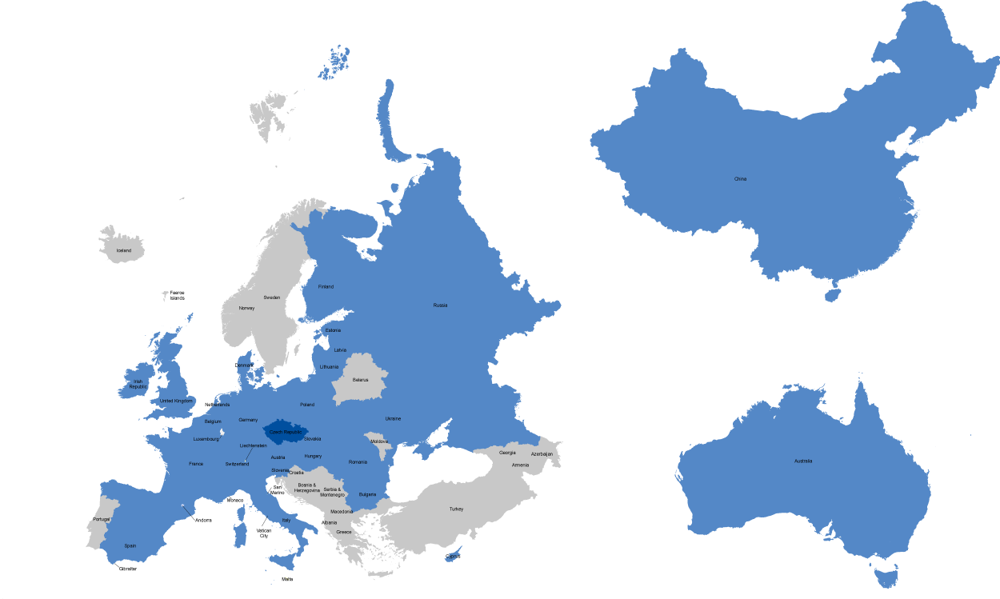 China
Iceland
Faeroe
Islands
Finland
Sweden
Norway
Russia
Estonia
Latvia
Lithuania
Denmark
Belarus
Irish
Republic
United Kingdom
Netherlands
Poland
Belgium
Germany
Ukraine
Czech Republic
Luxembourg
Slovakia
Moldova
Liechtenstein
Georgia
Azerbaijan
Austria
Hungary
Switzerland
France
Romania
Armenia
Australia
Slovenia
Croatia
San
Marino
Bosnia &
Herzegovina
Serbia &
Montenegro
Bulgaria
Monaco
Macedonia
Turkey
Portugal
Andorra
Italy
Albania
Vatican
City
Greece
Spain
Cyprus
Gibraltar
Malta